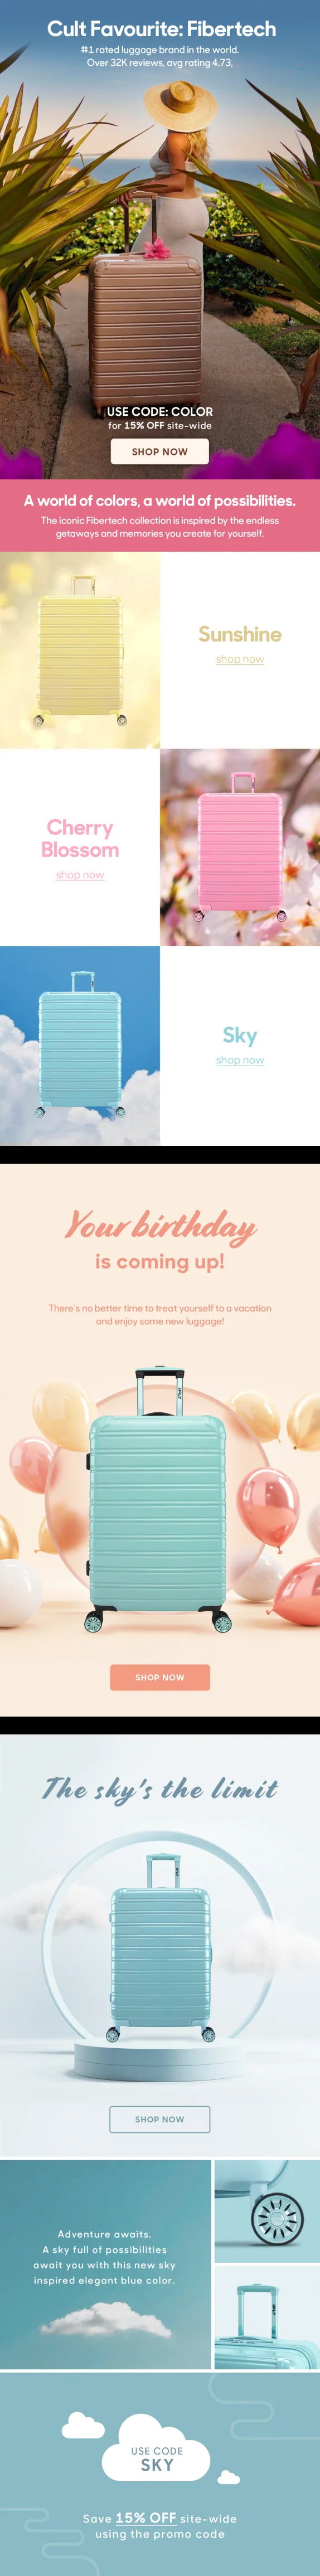 Cult Favourite: Fibertech
#1 rated luggage brand in the world.
Over 32K reviews, avg rating 4.73,
USE CODE: COLOR
for 15% OFF site-wide
SHOP NOW
A world of colors, a world of possibilities.
The iconic Fibertech collection is inspired by the endless
getaways and memories you create for yourself.
Sunshine
shop now
Cherry
Blossom
shop now
Sky
shop now
Your birthday
is coming up!
There's no better time to treat yourself to a vacation
and enjoy some new luggage!
SHOP NOW
The sky's the limit
SHOP NOW
Adventure awaits.
A sky full of possibilities
await you with this new sky
inspired elegant blue color.
USE CODE
SKY
Save 15% OFF site-wide
using the promo code